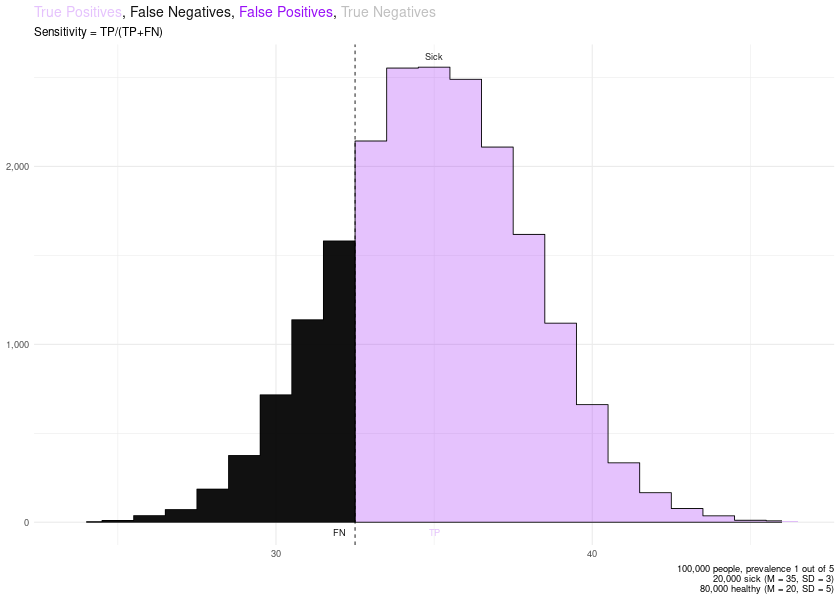 True Positives, False Negatives, False Positives, True Negatives
Sensitivity = TP/(TP+FN)
Sick
2,000
1,000
0
FN
TP
30
40
100,000 people, prevalence 1 out of 5
20,000 sick (M = 35, SD = 3)
80,000 healthy (M = 20, SD = 5)